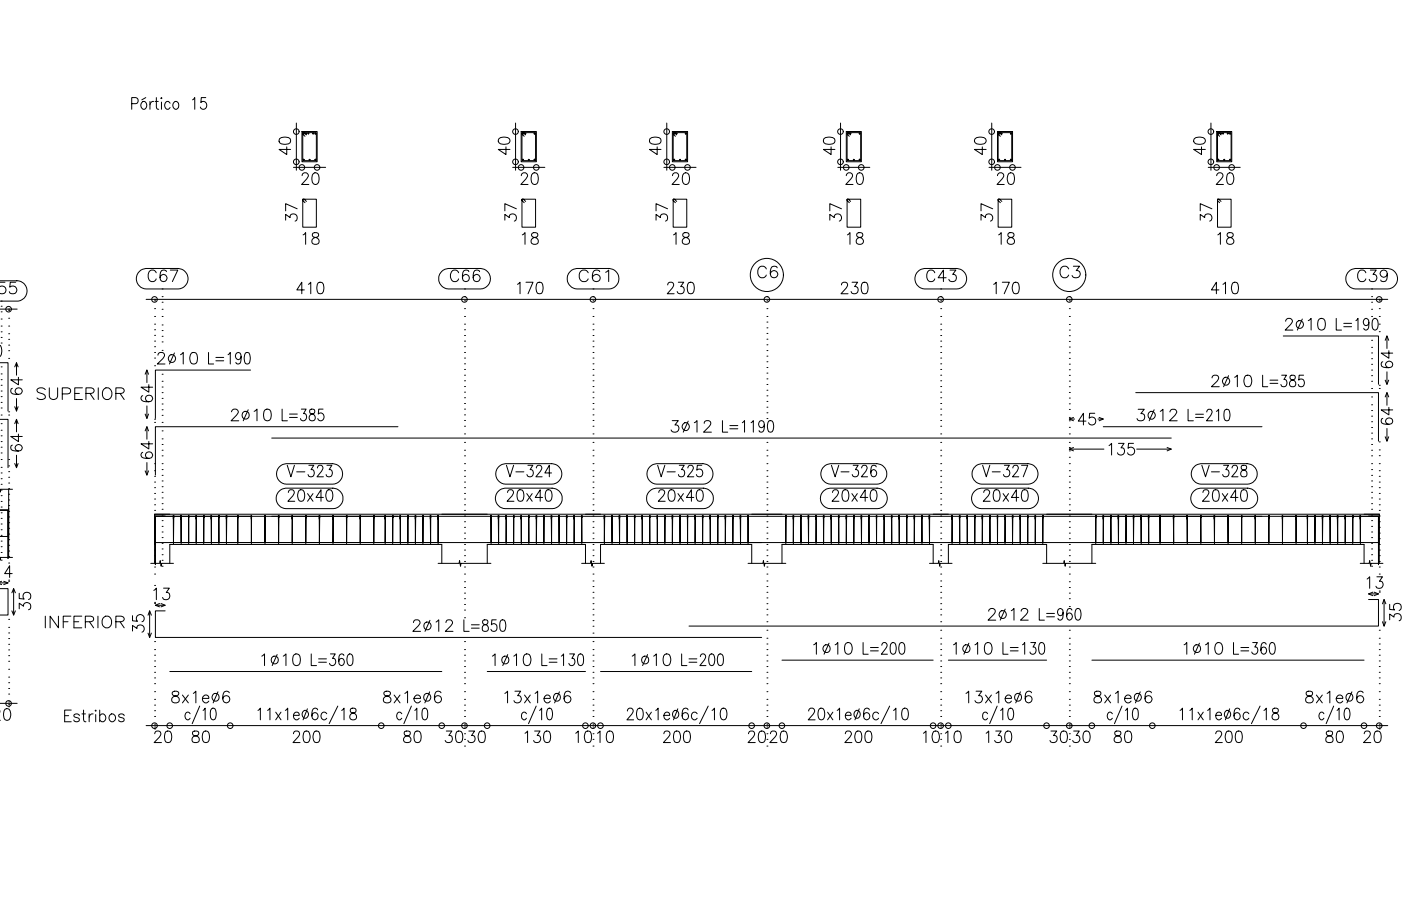 Pórtico 15
40 40 40 40 40 40
20 20 20 20 20 20
37 37 37 37 37 37
18 18 18 18 18 18
C67 C66 C61 C6 C43 C3 C39
55
410 170 230 230 170 410
2ø10 L=190
2ø10 L=190
64
2ø10 L=385
64
64
SUPERIOR
64
2ø10 L=385
45
3ø12 L=210
64
3ø12 L=1190
64
135
V-323 V-324 V-325 V-326 V-327 V-328
20x40 20x40 20x40 20x40 20x40 20x40
4
13
13
35
35
35
INFERIOR
2ø12 L=960
2ø12 L=850
1ø10 L=200 1ø10 L=130 1ø10 L=360
1ø10 L=360 1ø10 L=130 1ø10 L=200
8x1eø6 8x1eø6 13x1eø6 13x1eø6 8x1eø6 8x1eø6
Estribos c/10 11x1eø6c/18 c/10 c/10 20x1eø6c/10 20x1eø6c/10 c/10 c/10 11x1eø6c/18 c/10
20 80 200 80 30 30 130 10 10 200 20 20 200 10 10 130 30 30 80 200 80 20